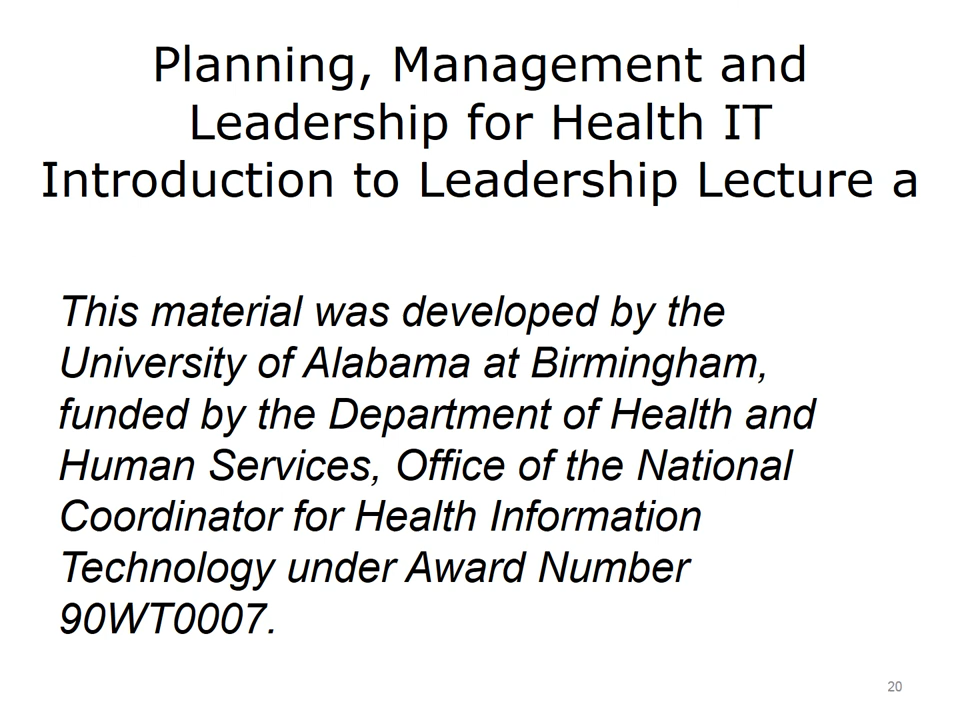 Planning, Management and
Leadership for Health IT
Introduction to Leadership Lecture a
This material was developed by the
University of Alabama at Birmingham,
funded by the Department of Health and
Human Services, Office of the National
Coordinator for Health Information
Technology under Award Number
90WT0007.
20